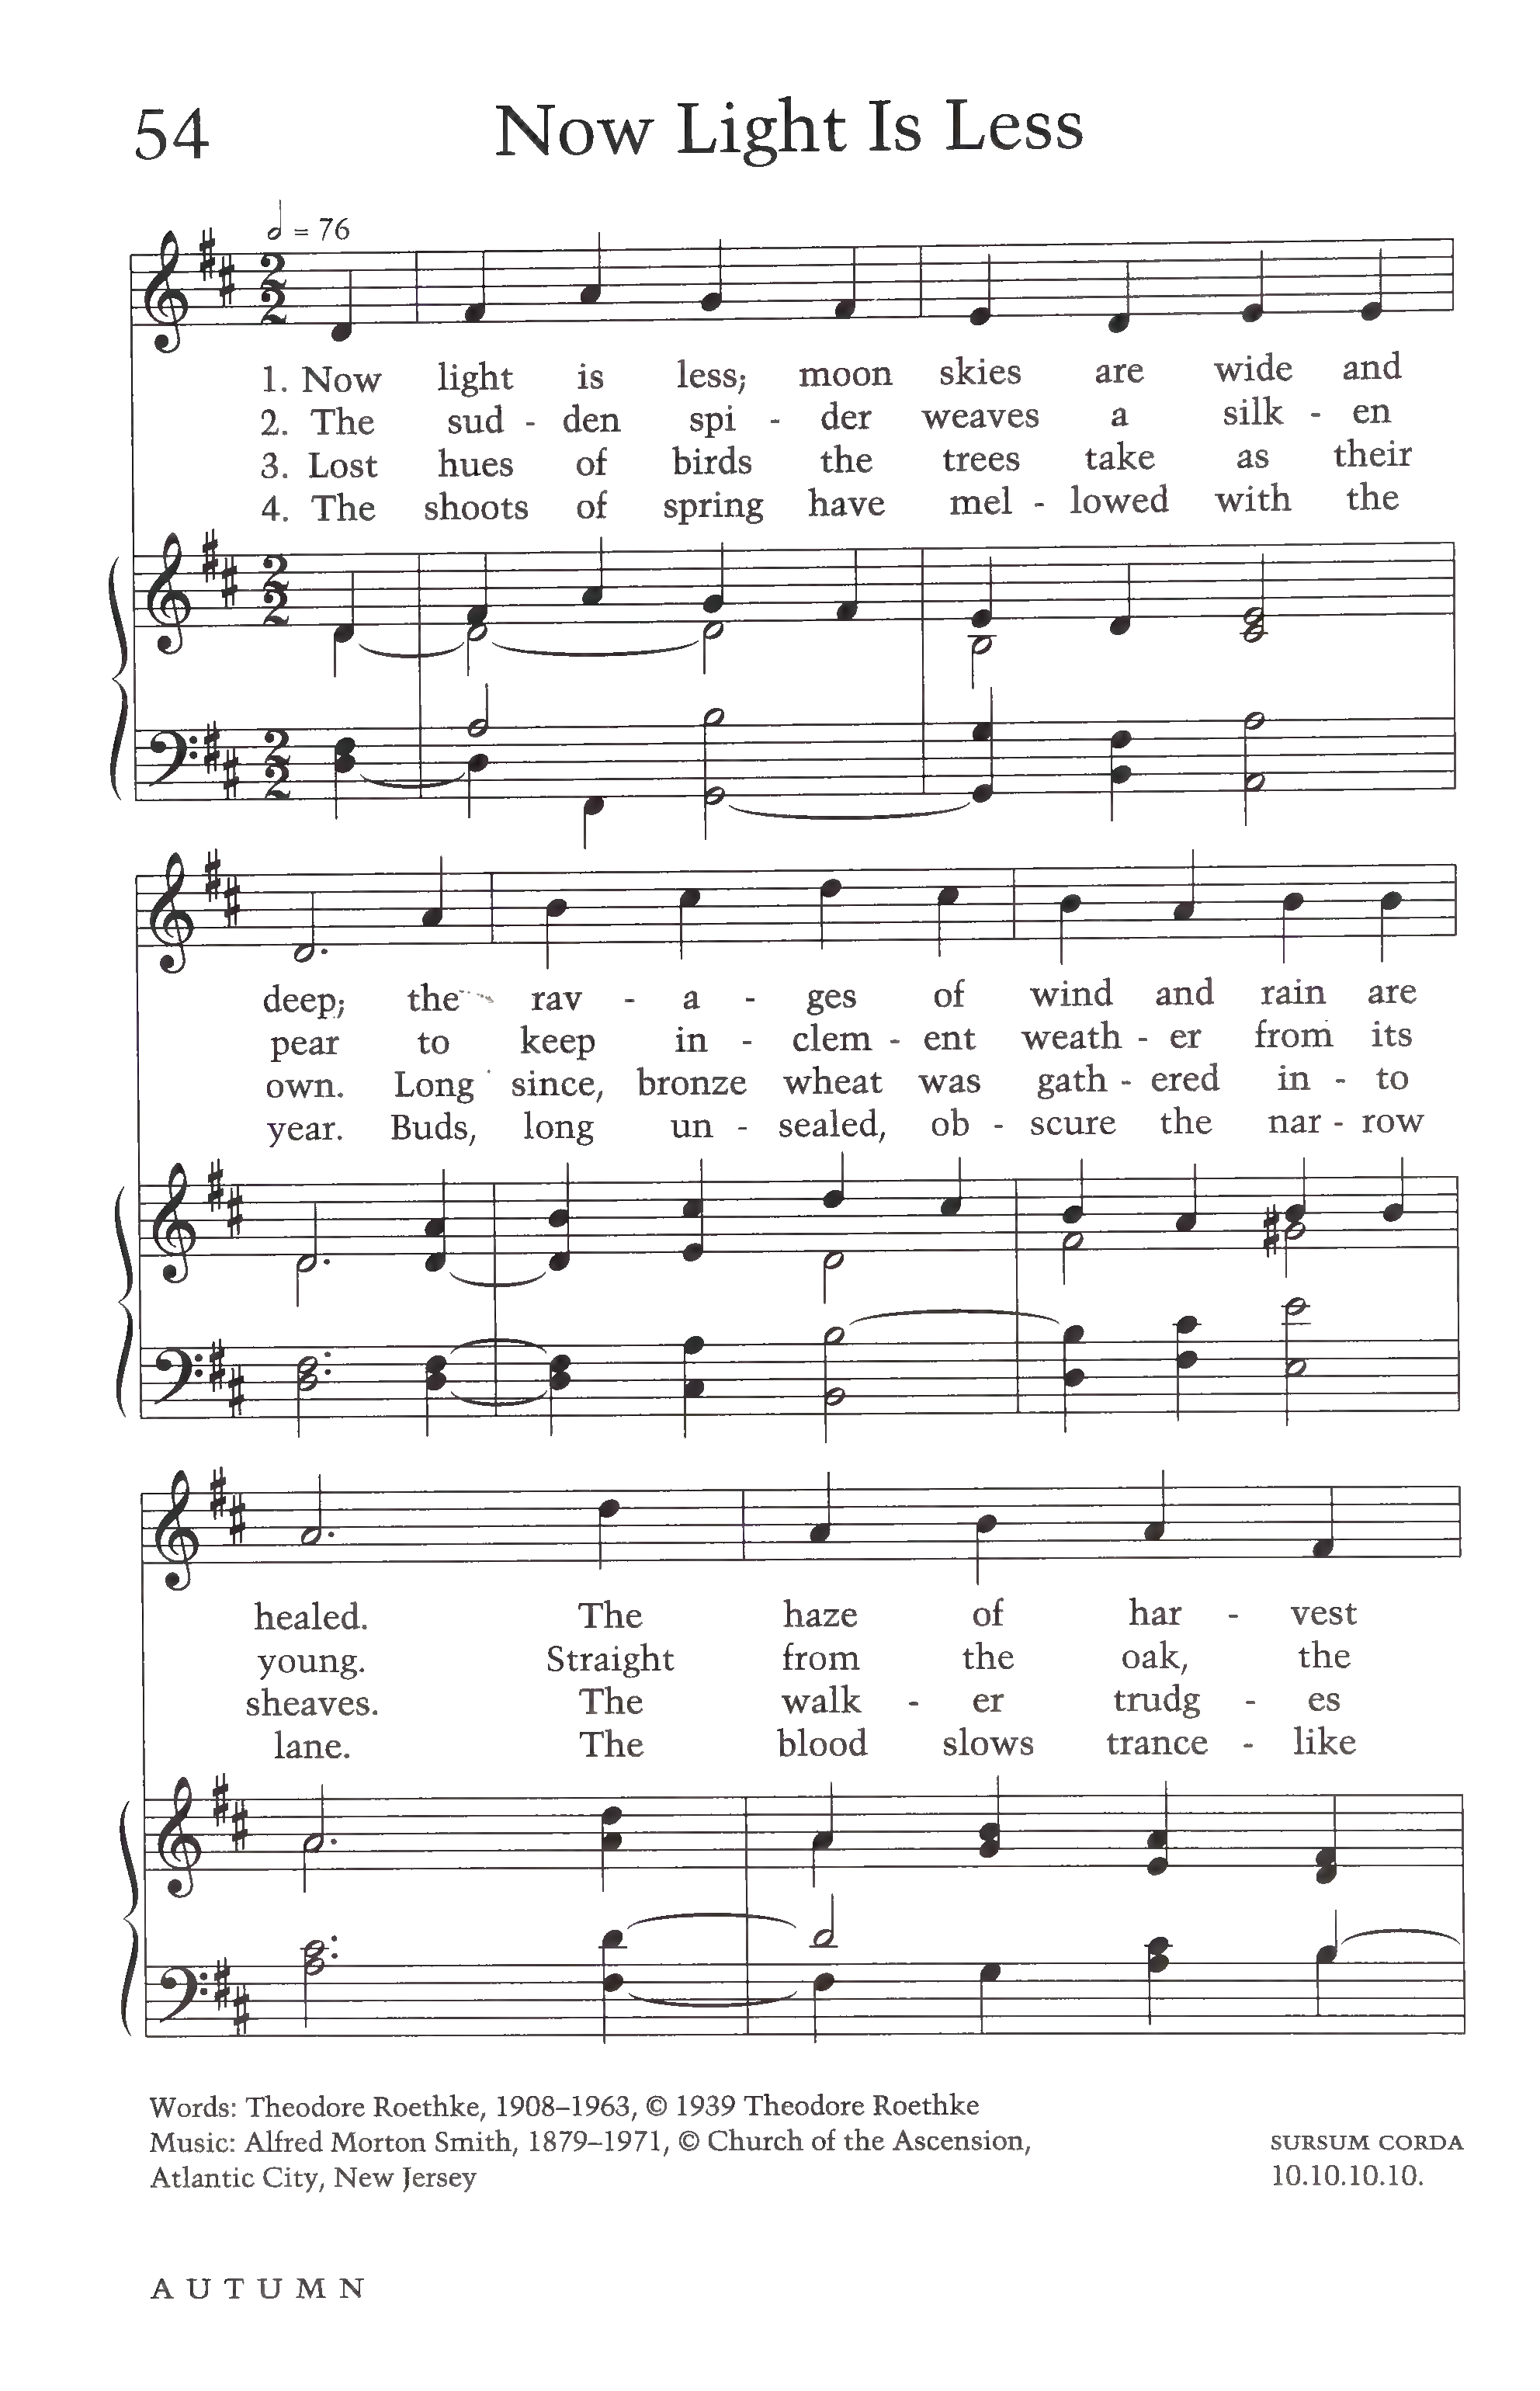 54 Now Light Is Less
= 76
1. Now light is less; moon skies are wide and
2. The sud - den spi - der weaves a silk - en
3. Lost hues of birds the trees take as their
4. The shoots of spring have mel - lowed with the
deep; the rav - a - ges of wind and rain are
pear to keep in - clem - ent weath - er from its
own. Long since, bronze wheat was gath - ered in - to
year. Buds, long un - sealed, ob - scure the nar - row
healed. The haze of har - vest
young. Straight from the oak, the
sheaves. The walk - er trudg - es
lane. The blood slows trance - like
Words: Theodore Roethke, 1908–1963, © 1939 Theodore Roethke
Music: Alfred Morton Smith, 1879–1971, © Church of the Ascension,
Atlantic City, New Jersey
SURSUM CORDA
10.10.10.10.
AUTUMN